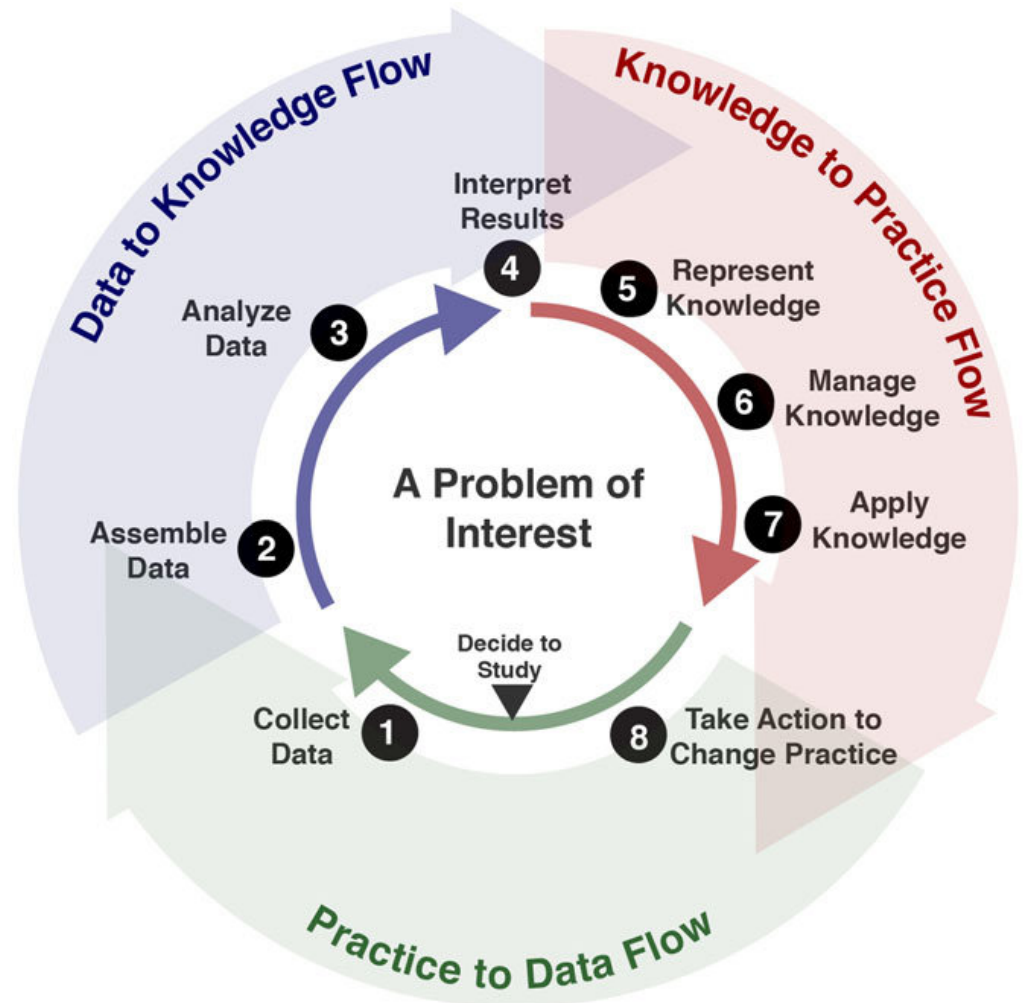 Data to Knowledge Flow
Knowledge to Practice Flow
Interpret
Results
4
5
Represent
Knowledge
Analyze
Data
3
6
Manage
Knowledge
A Problem of
Interest
Assemble
Data
2
7
Apply
Knowledge
Decide to
Study
Collect
Data
1
8
Take Action to
Change Practice
Practice to Data Flow